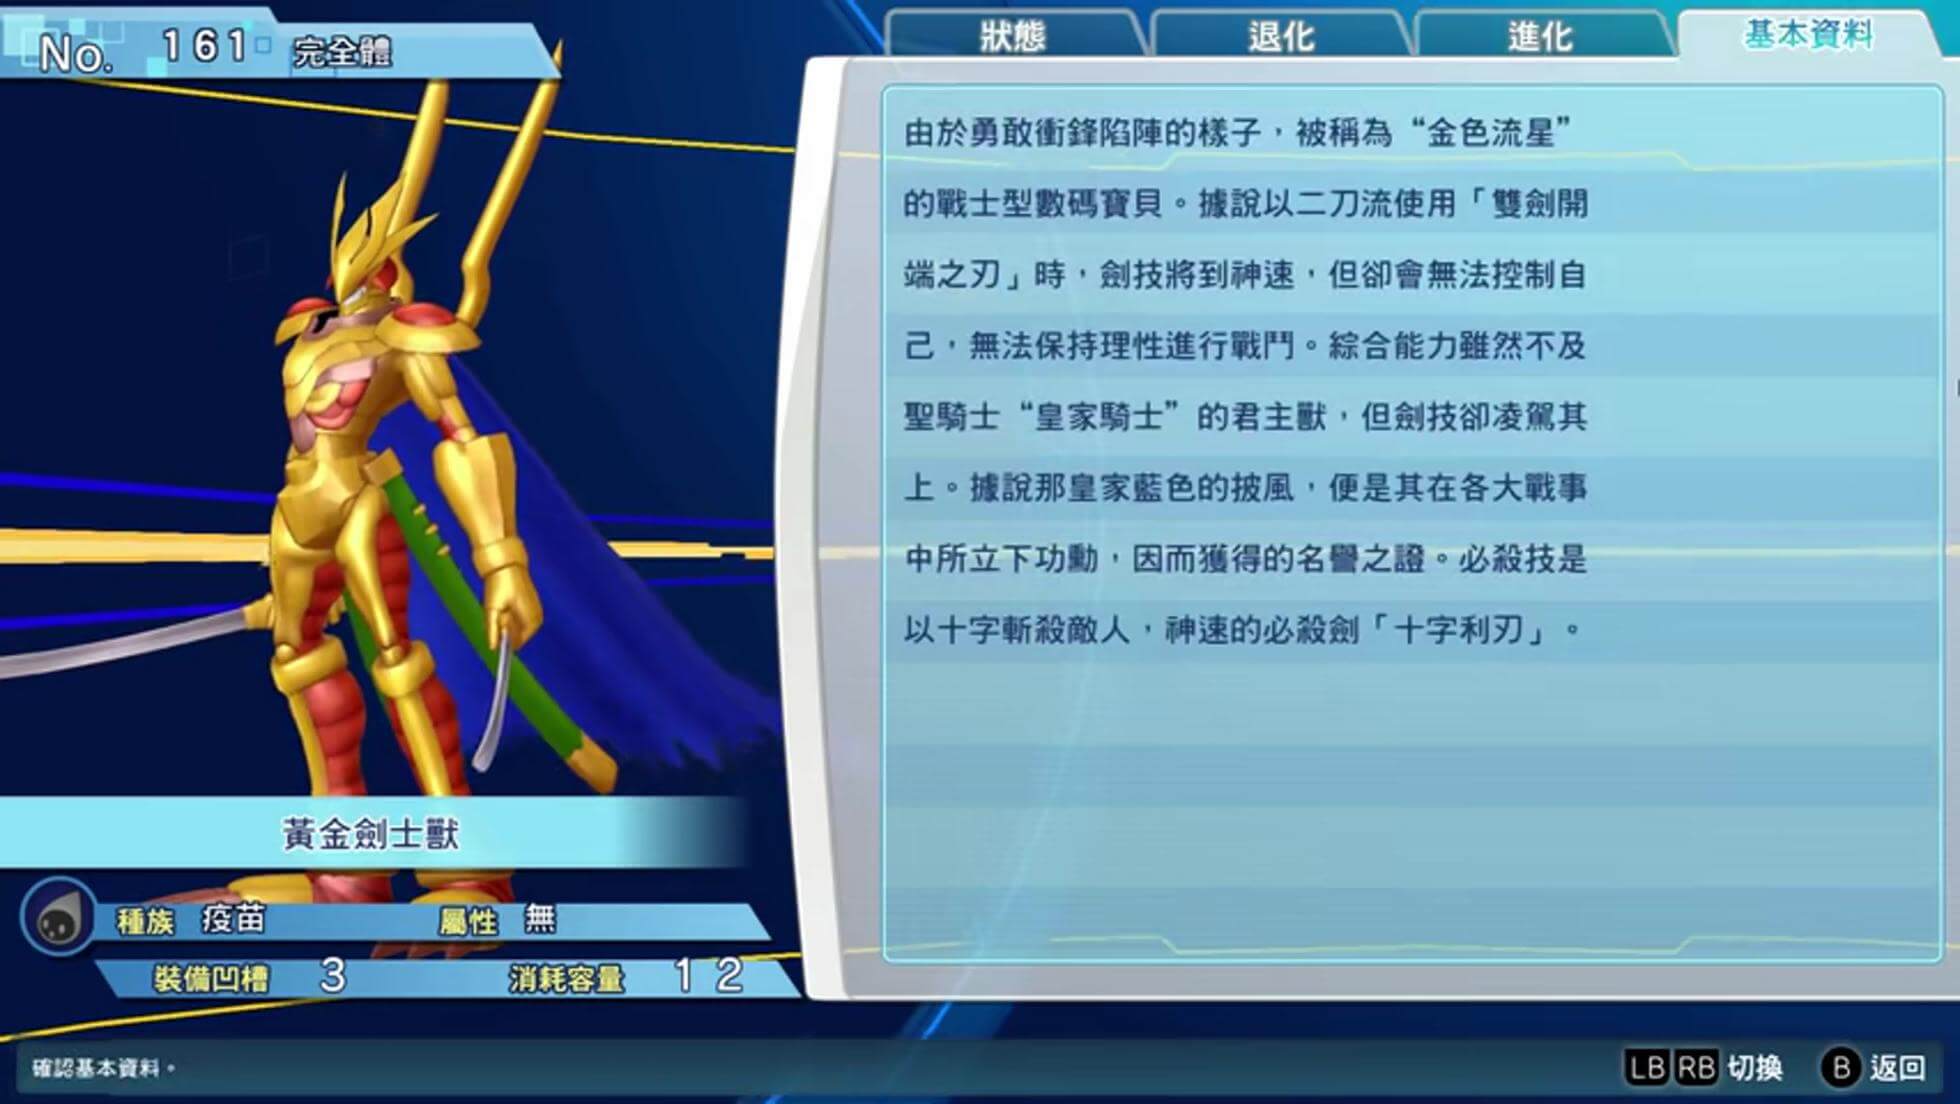 No. 161 完全體
狀態 退化 進化 基本資料
由於勇敢衝鋒陷陣的樣子，被稱為“金色流星”
的戰士型數碼寶貝。據說以二刀流使用「雙劍開
端之刃」時，劍技將到神速，但卻會無法控制自
己，無法保持理性進行戰鬥。綜合能力雖然不及
聖騎士“皇家騎士”的君主獸，但劍技卻凌駕其
上。據說那皇家藍色的披風，便是其在各大戰事
中所立下功勳，因而獲得的名譽之證。必殺技是
以十字斬殺敵人，神速的必殺劍「十字利刃」。
黃金劍士獸
種族 疫苗 屬性 無
裝備凹槽 3 消耗容量 12
確認基本資料。
LB RB 切換 B 返回